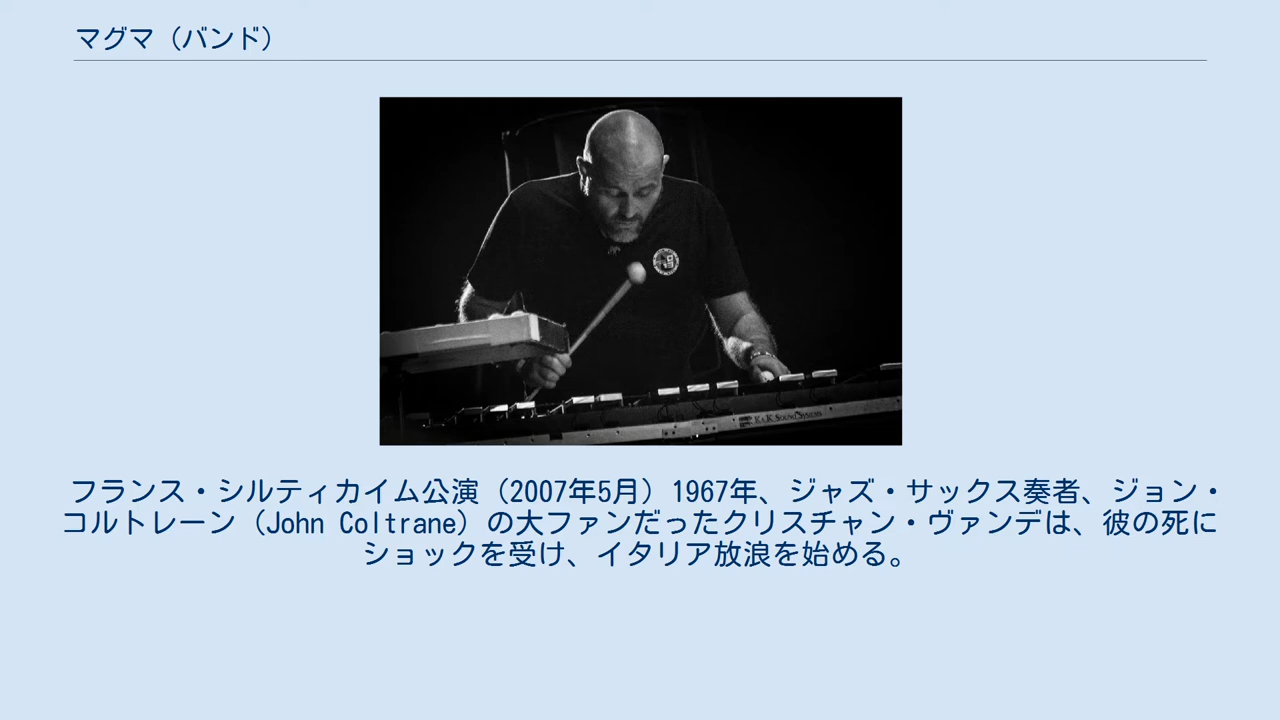 マグマ（バンド）
K&K SOUND SYSTEMS
フランス・シルティカイム公演（2007年5月）1967年、ジャズ・サックス奏者、ジョン・
コルトレーン（John Coltrane）の大ファンだったクリスチャン・ヴァンデは、彼の死に
ショックを受け、イタリア放浪を始める。